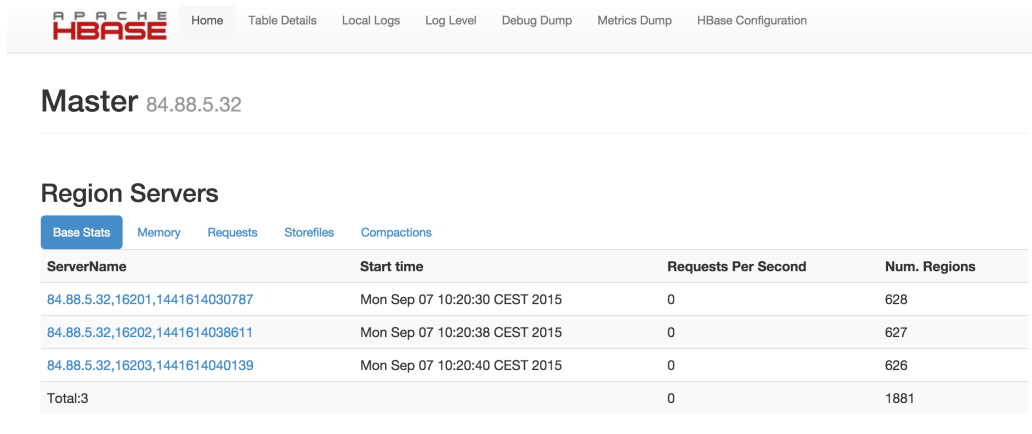 APACHE
HBASE
Home Table Details Local Logs Log Level Debug Dump Metrics Dump HBase Configuration
Master 84.88.5.32
Region Servers
Base Stats Memory Requests Storefiles Compactions
ServerName Start time Requests Per Second Num. Regions
84.88.5.32,16201,1441614030787 Mon Sep 07 10:20:30 CEST 2015 0 628
84.88.5.32,16202,1441614038611 Mon Sep 07 10:20:38 CEST 2015 0 627
84.88.5.32,16203,1441614040139 Mon Sep 07 10:20:40 CEST 2015 0 626
Total:3 0 1881